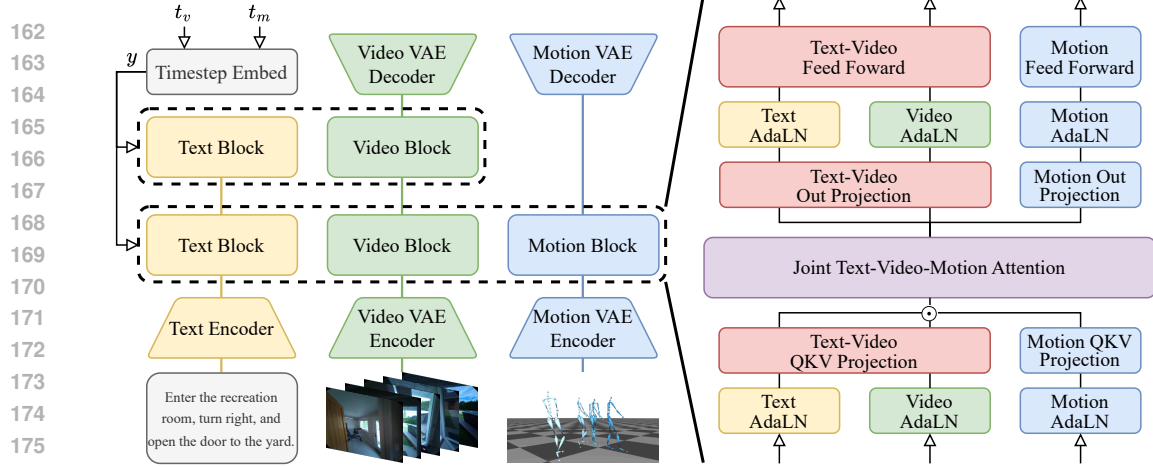 162
163
164
165
166
167
168
169
170
171
172
173
174
175
t_v
t_m
y
Timestep Embed
Video VAE
Decoder
Motion VAE
Decoder
Text Block
Video Block
Text Block
Video Block
Motion Block
Text Encoder
Video VAE
Encoder
Motion VAE
Encoder
Enter the recreation
room, turn right, and
open the door to the yard.
Text-Video
Feed Foward
Motion
Feed Forward
Text
AdaLN
Video
AdaLN
Motion
AdaLN
Text-Video
Out Projection
Motion Out
Projection
Joint Text-Video-Motion Attention
Text-Video
QKV Projection
Motion QKV
Projection
Text
AdaLN
Video
AdaLN
Motion
AdaLN